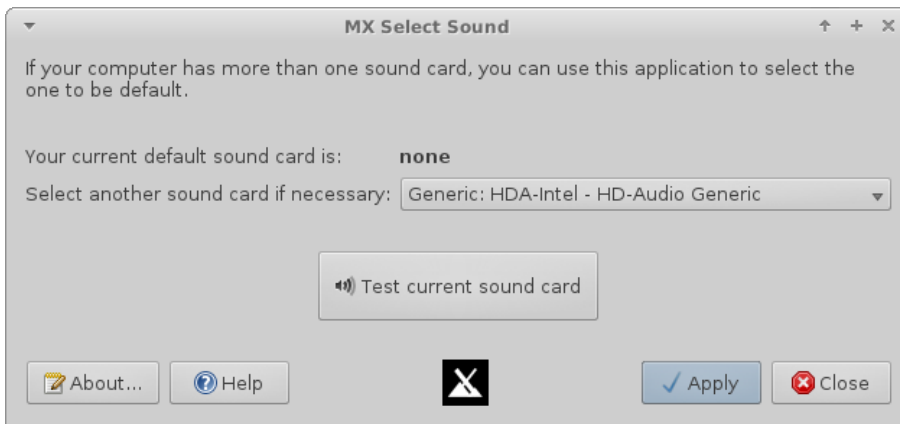 MX Select Sound
If your computer has more than one sound card, you can use this application to select the
one to be default.
Your current default sound card is: none
Select another sound card if necessary: Generic: HDA-Intel - HD-Audio Generic
Test current sound card
About... Help Apply Close